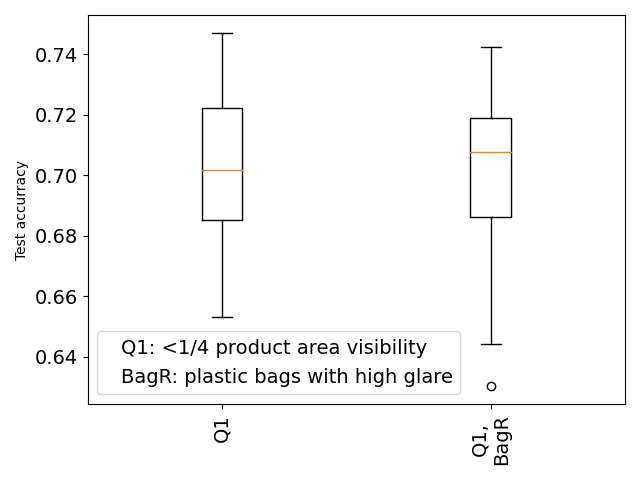 0.74
0.72
0.70
0.68
0.66
0.64
Test accurracy
Q1: <1/4 product area visibility
BagR: plastic bags with high glare
Q1
Q1,
BagR